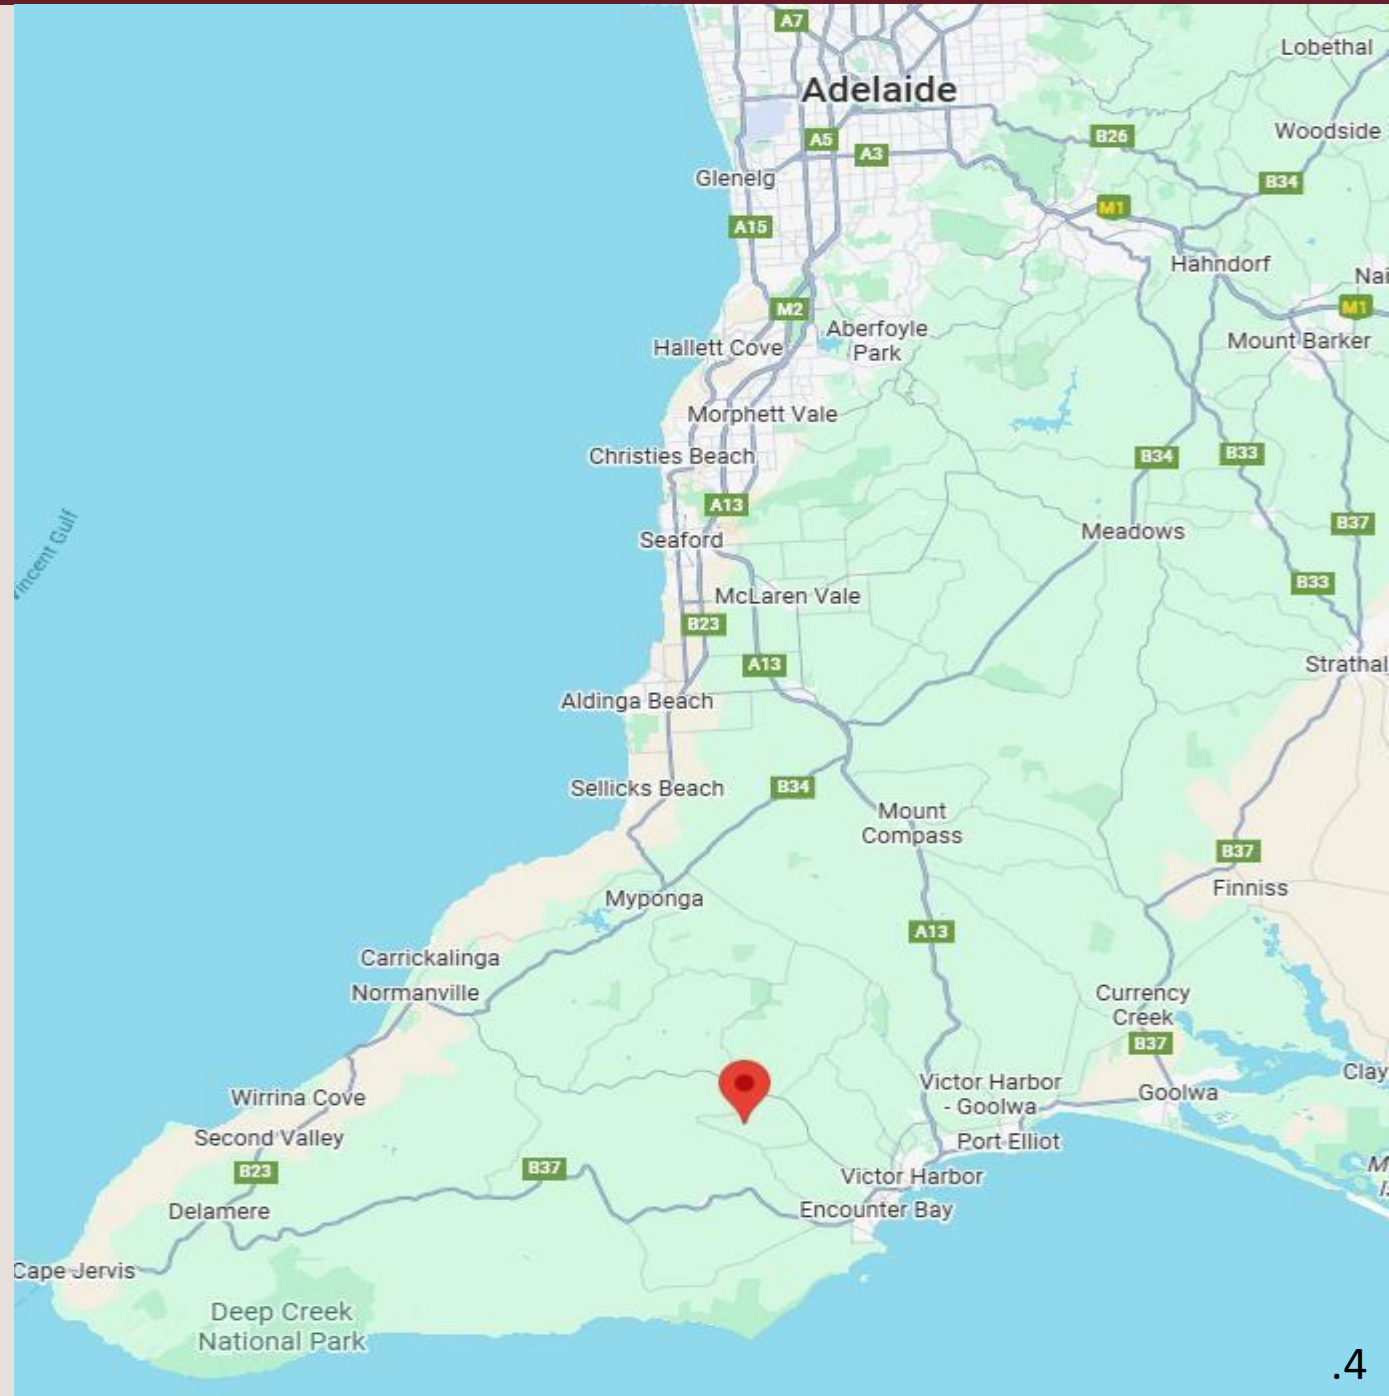 A7
Lobethal
Adelaide
Woodside
B26
A5
A3
Glenelg
B34
M1
A15
Hahndorf
Nai
M1
M2
Aberfoyle
Park
Mount Barker
Hallett Cove
Morphett Vale
Christies Beach
B34
B33
A13
Vincent Gulf
B37
Seaford
Meadows
B33
McLaren Vale
B23
A13
Strathal
Aldinga Beach
Sellicks Beach
B34
Mount
Compass
B37
Finniss
Myponga
A13
Carrickalinga
Normanville
Currency
Creek
B37
Clay
Victor Harbor
- Goolwa
Goolwa
Wirrina Cove
Second Valley
Port Elliot
B23
B37
Victor Harbor
M
Delamere
Encounter Bay
Cape Jervis
Deep Creek
National Park
.4